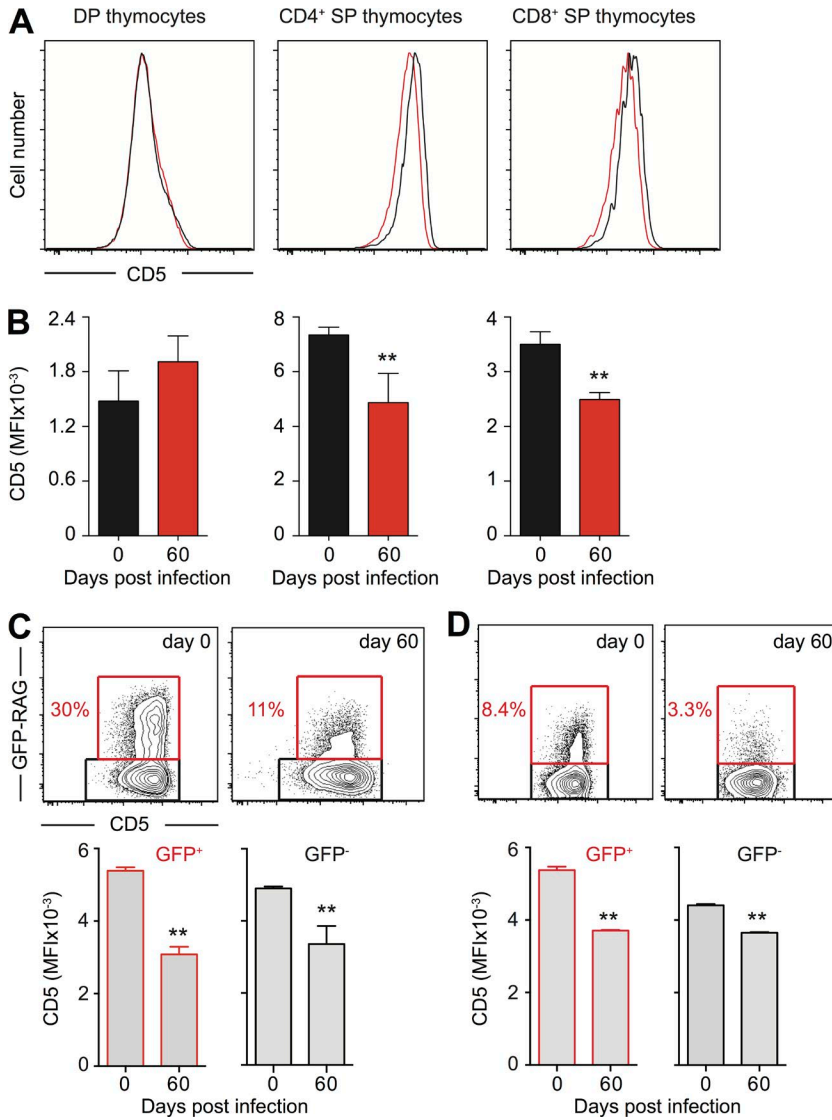 A
DP thymocytes
CD4⁺ SP thymocytes
CD8⁺ SP thymocytes
Cell number
CD5
B
CD5 (MFIx10⁻³)
2.4
1.8
1.2
0.6
0
0
60
Days post infection
8
6
4
2
0
**
0
60
Days post infection
4
3
2
1
0
**
0
60
Days post infection
C
GFP-RAG
day 0
30%
day 60
11%
CD5
D
day 0
8.4%
day 60
3.3%
CD5 (MFIx10⁻³)
6
4
2
0
GFP⁺
**
0
60
GFP⁻
**
0
60
Days post infection
CD5 (MFIx10⁻³)
6
4
2
0
GFP⁺
**
0
60
GFP⁻
**
0
60
Days post infection